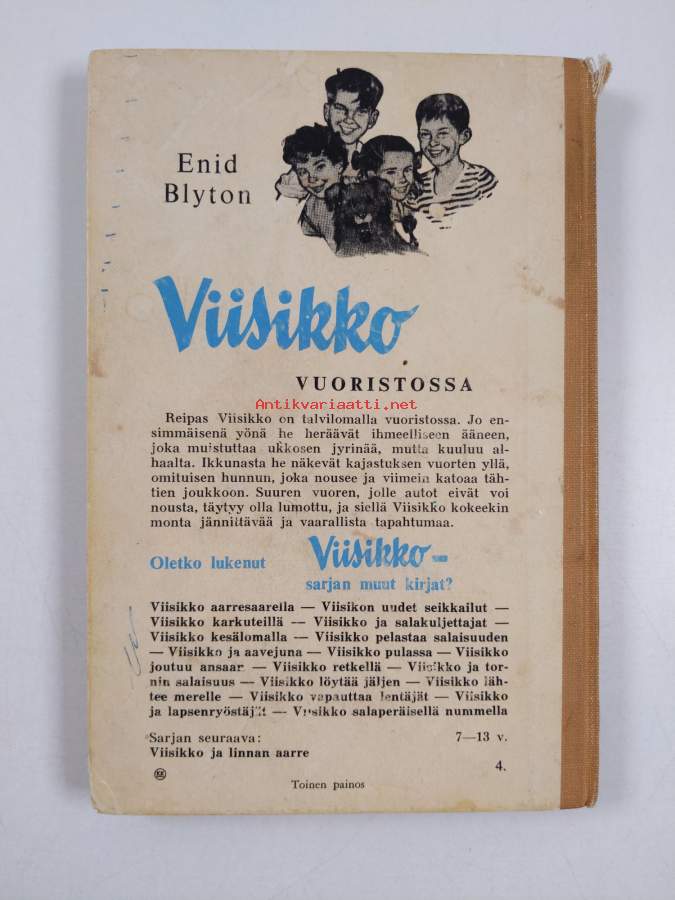 Enid
Blyton
Viisikko
VUORISTOSSA
Antikvariaatti.net
Reipas Viisikko on talvilomalla vuoristossa. Jo en-
simmäisenä yönä he heräävät ihmeelliseen ääneen,
joka muistuttaa ukkosen jyrinää, mutta kuuluu al-
haalta. Ikkunasta he näkevät kajastuksen vuorten yllä,
omituisen hunnun, joka nousee ja viimein katoaa täh-
tien joukkoon. Suuren vuoren, jolle autot eivät voi
nousta, täytyy olla lumottu, ja siellä Viisikko kokeekin
monta jännittävää ja vaarallista tapahtumaa.
Oletko lukenut Viisikko-
sarjan muut kirjat?
Viisikko aarresaarella — Viisikon uudet seikkailut —
Viisikko karkuteillä — Viisikko ja salakuljettajat —
Viisikko kesälomalla — Viisikko pelastaa salaisuuden
— Viisikko ja aavejuna — Viisikko pulassa — Viisikko
joutuu ansaan — Viisikko retkellä — Viisikko ja tor-
nin salaisuus — Viisikko löytää jäljen — Viisikko läh-
tee merelle — Viisikko vapauttaa lentäjät — Viisikko
ja lapsenryöstäjät — Viisikko salaperäisellä nummella
Sarjan seuraava: 7—13 v.
Viisikko ja linnan aarre
4.
Toinen painos